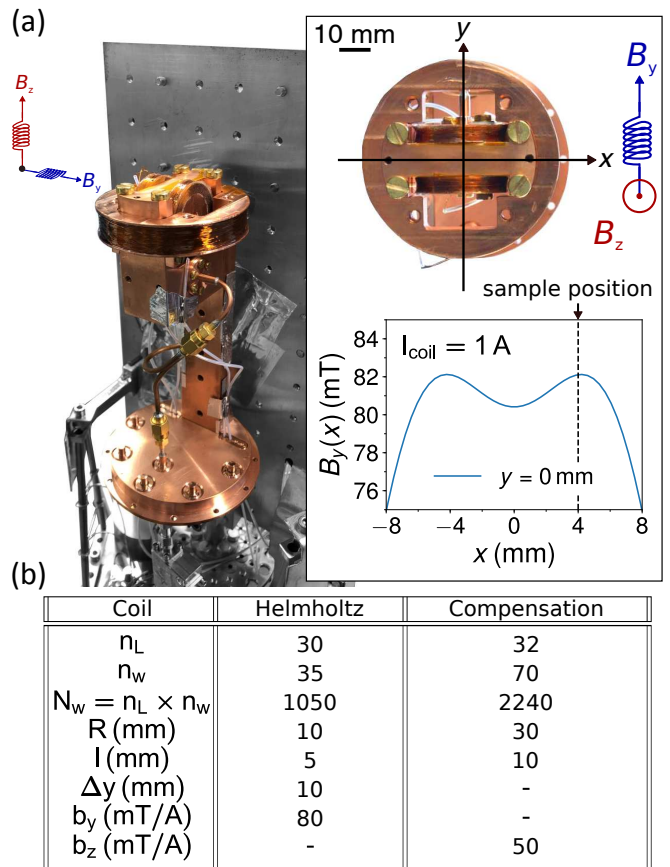 (a)
B_z
B_y
10 mm
y
x
B_y
B_z
sample position
I_coil = 1 A
B_y(x) (mT)
84
82
80
78
76
y = 0 mm
−8
−4
0
4
8
x (mm)
(b)
Coil Helmholtz Compensation
n_L 30 32
n_w 35 70
N_w = n_L × n_w 1050 2240
R (mm) 10 30
l (mm) 5 10
Δy (mm) 10 -
b_y (mT/A) 80 -
b_z (mT/A) - 50